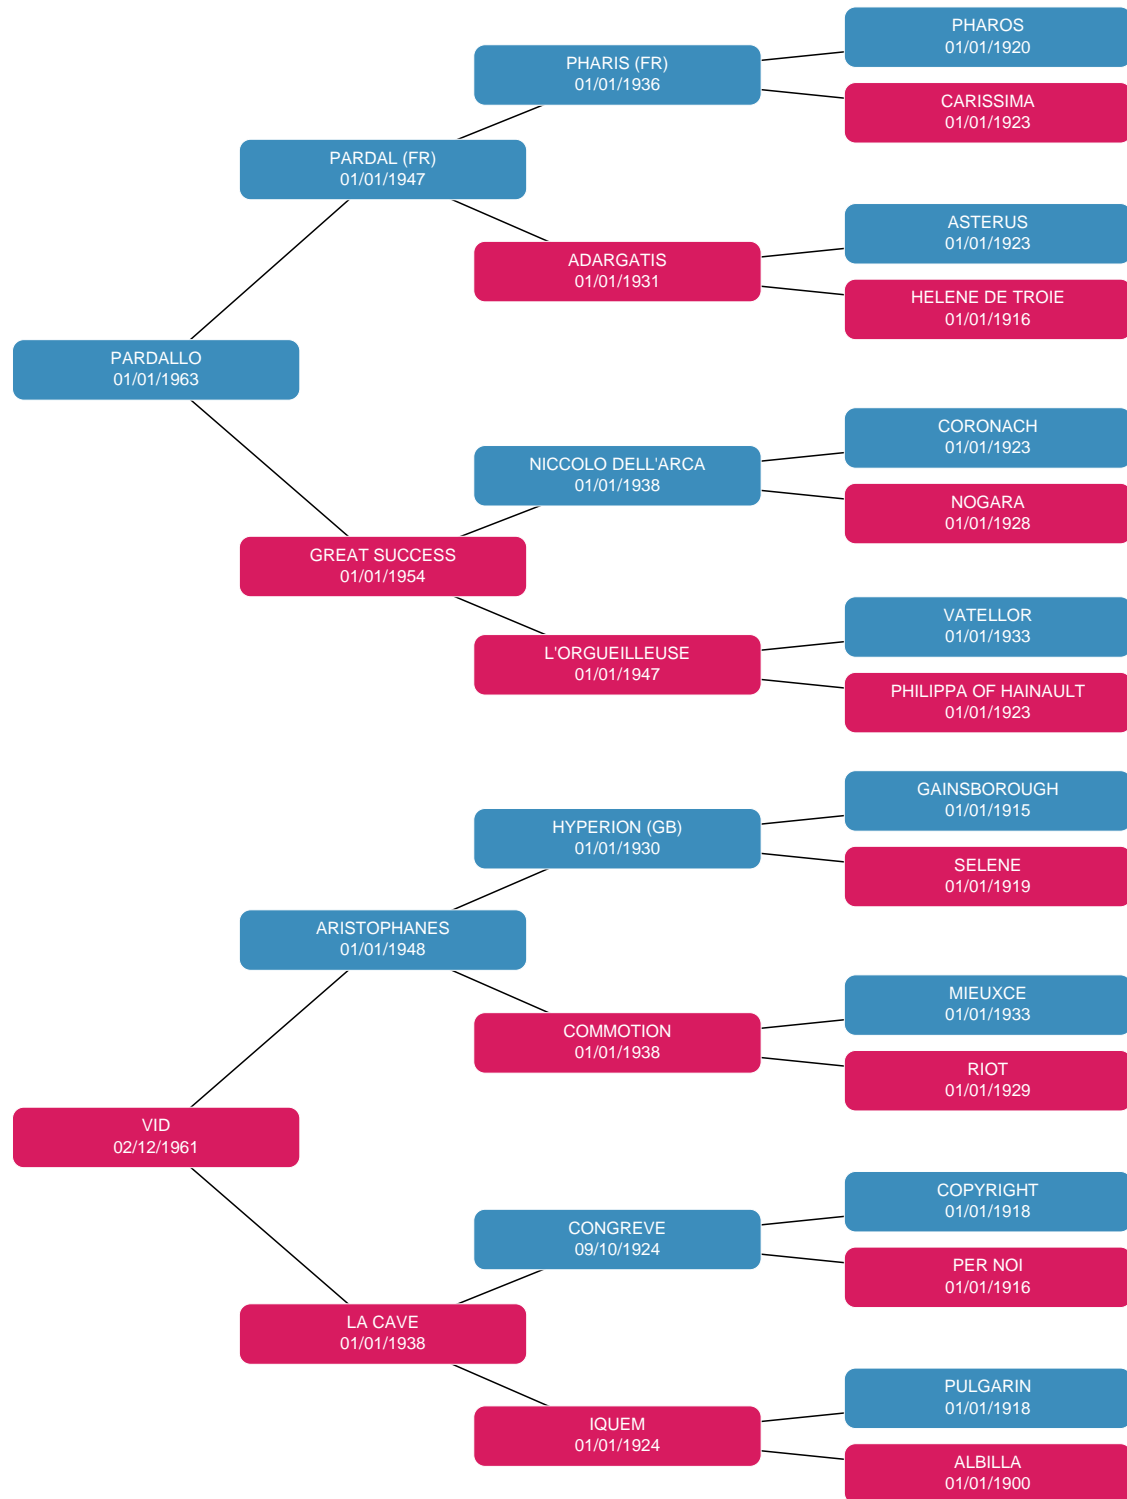 PHAROS
01/01/1920
PHARIS (FR)
01/01/1936
CARISSIMA
01/01/1923
PARDAL (FR)
01/01/1947
ASTERUS
01/01/1923
ADARGATIS
01/01/1931
HELENE DE TROIE
01/01/1916
PARDALLO
01/01/1963
CORONACH
01/01/1923
NICCOLO DELL'ARCA
01/01/1938
NOGARA
01/01/1928
GREAT SUCCESS
01/01/1954
VATELLOR
01/01/1933
L'ORGUEILLEUSE
01/01/1947
PHILIPPA OF HAINAULT
01/01/1923
GAINSBOROUGH
01/01/1915
HYPERION (GB)
01/01/1930
SELENE
01/01/1919
ARISTOPHANES
01/01/1948
MIEUXCE
01/01/1933
COMMOTION
01/01/1938
RIOT
01/01/1929
VID
02/12/1961
COPYRIGHT
01/01/1918
CONGREVE
09/10/1924
PER NOI
01/01/1916
LA CAVE
01/01/1938
PULGARIN
01/01/1918
IQUEM
01/01/1924
ALBILLA
01/01/1900